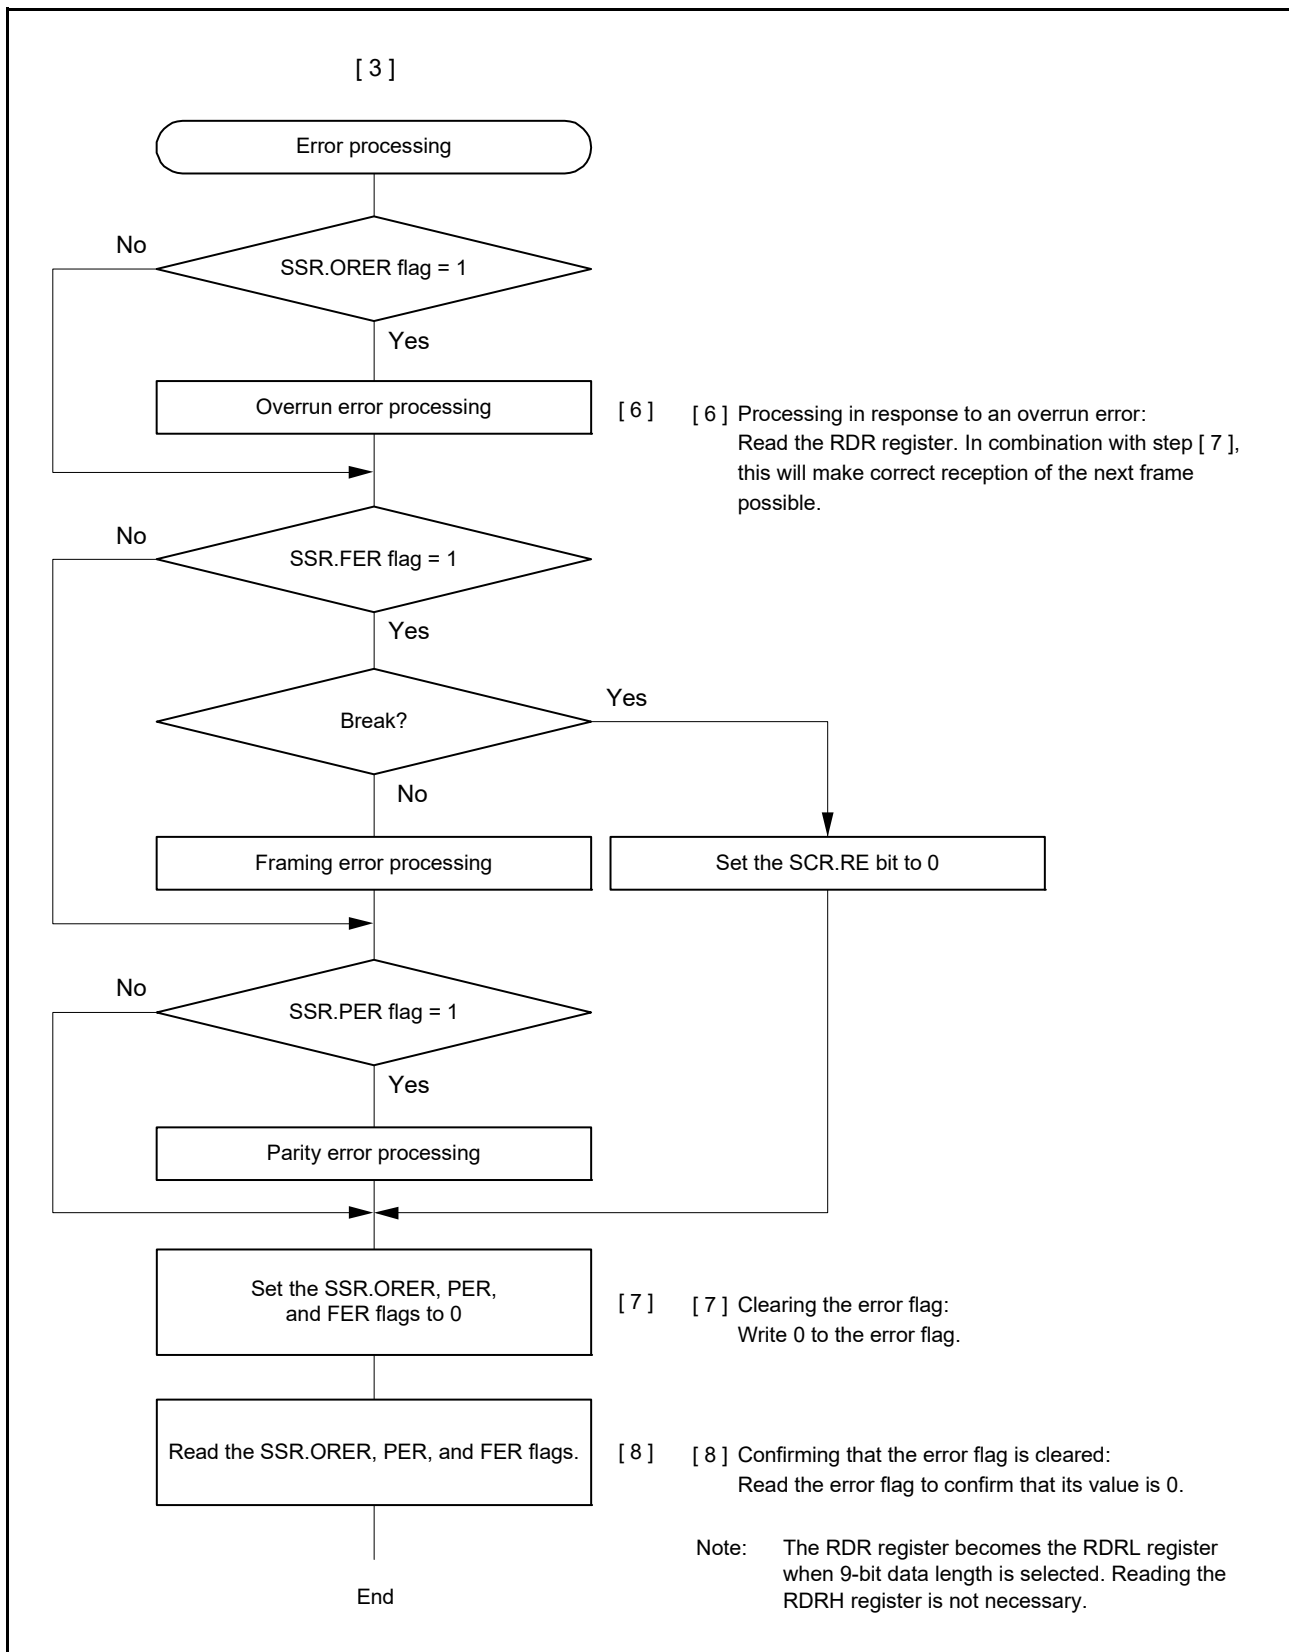 [ 3 ]
Error processing
No
SSR.ORER flag = 1
Yes
Overrun error processing
[ 6 ]
[ 6 ] Processing in response to an overrun error:
Read the RDR register. In combination with step [ 7 ],
this will make correct reception of the next frame
possible.
No
SSR.FER flag = 1
Yes
Break?
Yes
No
Framing error processing
Set the SCR.RE bit to 0
No
SSR.PER flag = 1
Yes
Parity error processing
Set the SSR.ORER, PER,
and FER flags to 0
[ 7 ]
[ 7 ] Clearing the error flag:
Write 0 to the error flag.
Read the SSR.ORER, PER, and FER flags.
[ 8 ]
[ 8 ] Confirming that the error flag is cleared:
Read the error flag to confirm that its value is 0.
Note: The RDR register becomes the RDRL register
when 9-bit data length is selected. Reading the
RDRH register is not necessary.
End